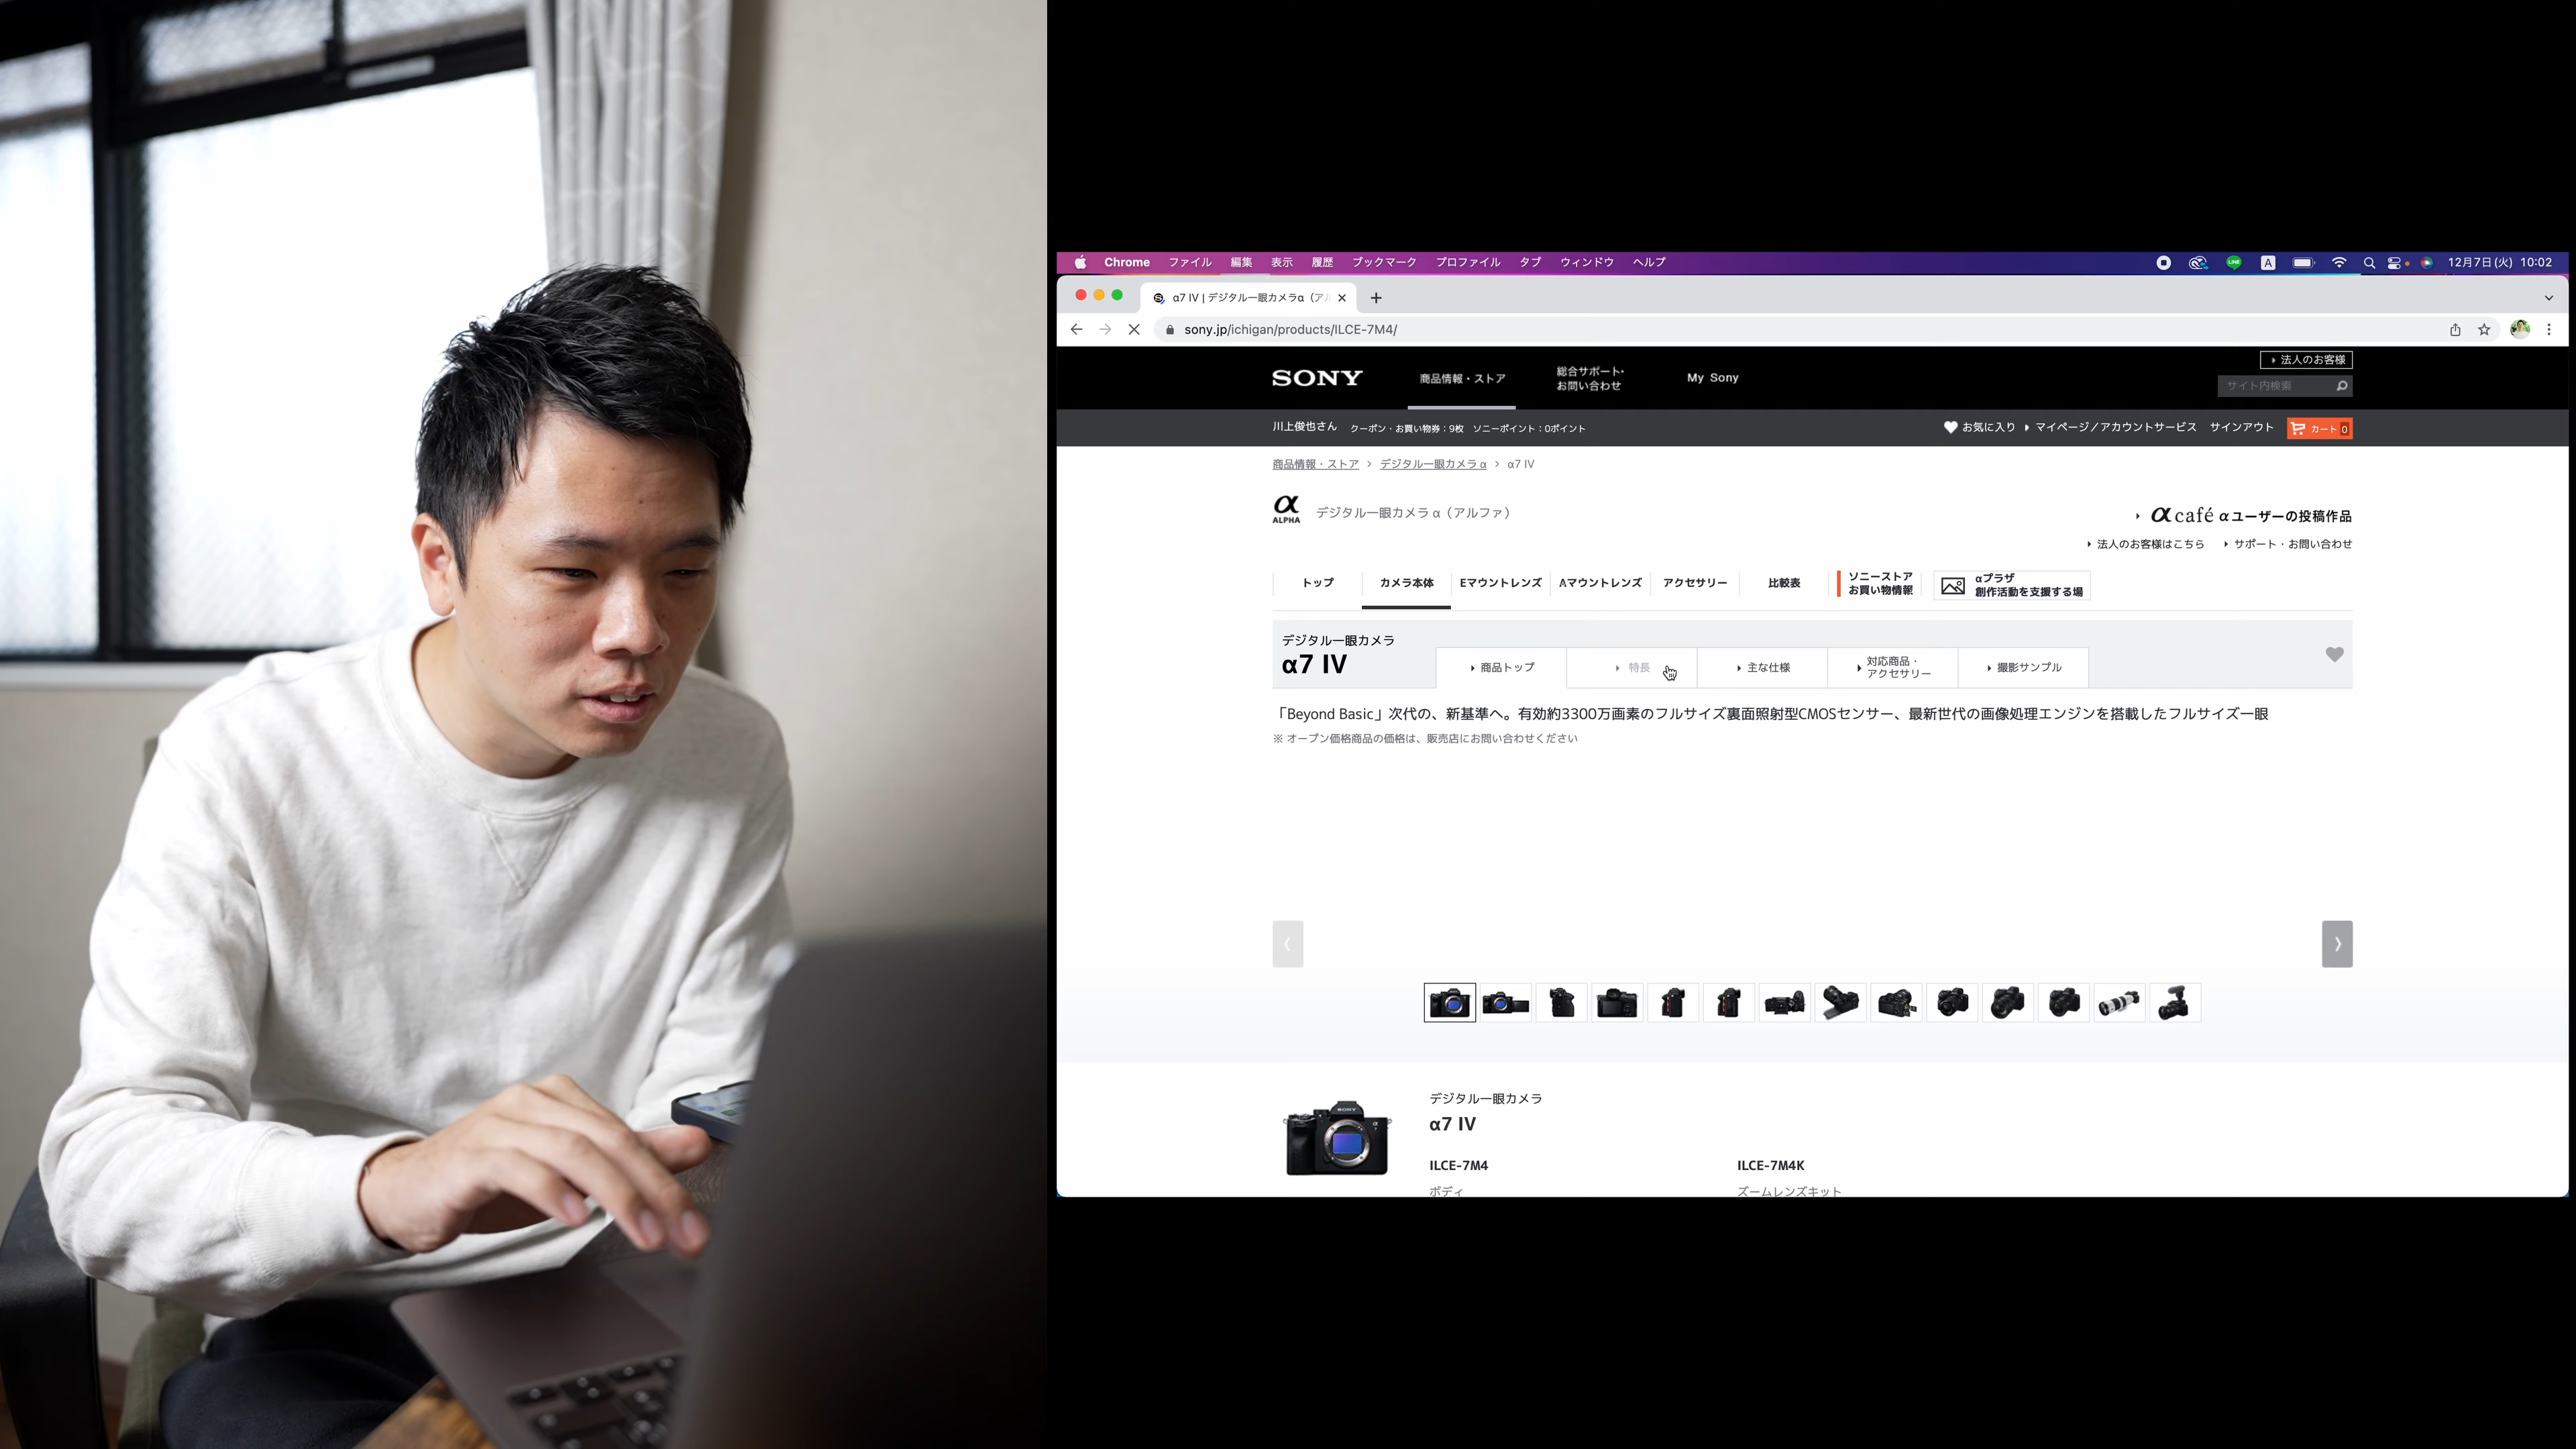 Chrome ファイル 編集 表示 履歴 ブックマーク プロファイル タブ ウィンドウ ヘルプ
LINE A 12月7日(火) 10:02
α7 IV | デジタル一眼カメラα（ア
sony.jp/ichigan/products/ILCE-7M4/
法人のお客様
SONY 商品情報・ストア 総合サポート・ My Sony
お問い合わせ
サイト内検索
川上俊也さん クーポン・お買い物券：9枚 ソニーポイント：0ポイント お気に入り マイページ／アカウントサービス サインアウト カート 0
商品情報・ストア > デジタル一眼カメラ α > α7 IV
α ALPHA デジタル一眼カメラ α（アルファ）
α café αユーザーの投稿作品
法人のお客様はこちら サポート・お問い合わせ
トップ カメラ本体 Eマウントレンズ Aマウントレンズ アクセサリー 比較表
ソニーストア
お買い物情報
αプラザ
創作活動を支援する場
デジタル一眼カメラ
α7 IV
商品トップ 特長 主な仕様 対応商品・
アクセサリー
撮影サンプル
「Beyond Basic」次代の、新基準へ。有効約3300万画素のフルサイズ裏面照射型CMOSセンサー、最新世代の画像処理エンジンを搭載したフルサイズ一眼
※ オープン価格商品の価格は、販売店にお問い合わせください
デジタル一眼カメラ
α7 IV
SONY
ILCE-7M4 ILCE-7M4K
ボディ ズームレンズキット